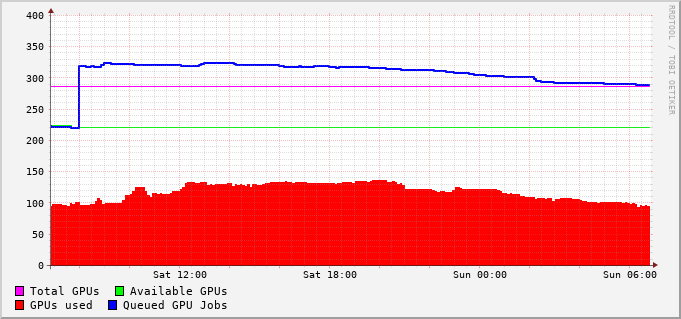 400
350
300
250
200
150
100
50
0
Sat 12:00 Sat 18:00 Sun 00:00 Sun 06:00
Total GPUs Available GPUs
GPUs used Queued GPU Jobs
RRDTOOL / TOBI OETIKER